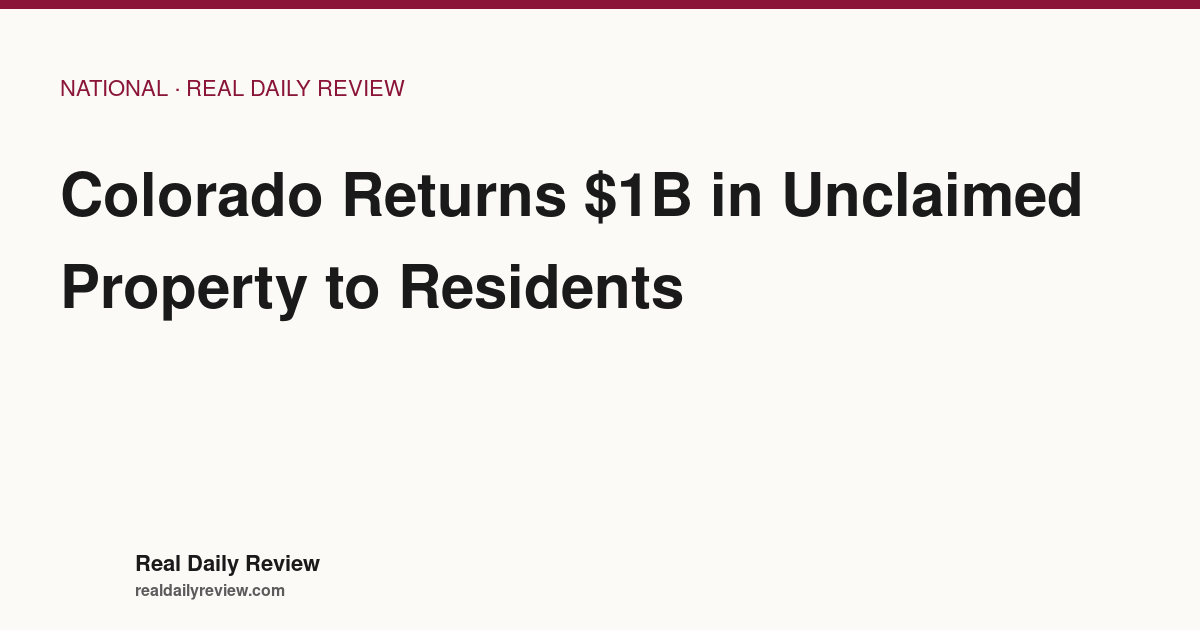 NATIONAL · REAL DAILY REVIEW
Colorado Returns $1B in Unclaimed
Property to Residents
Real Daily Review
realdailyreview.com